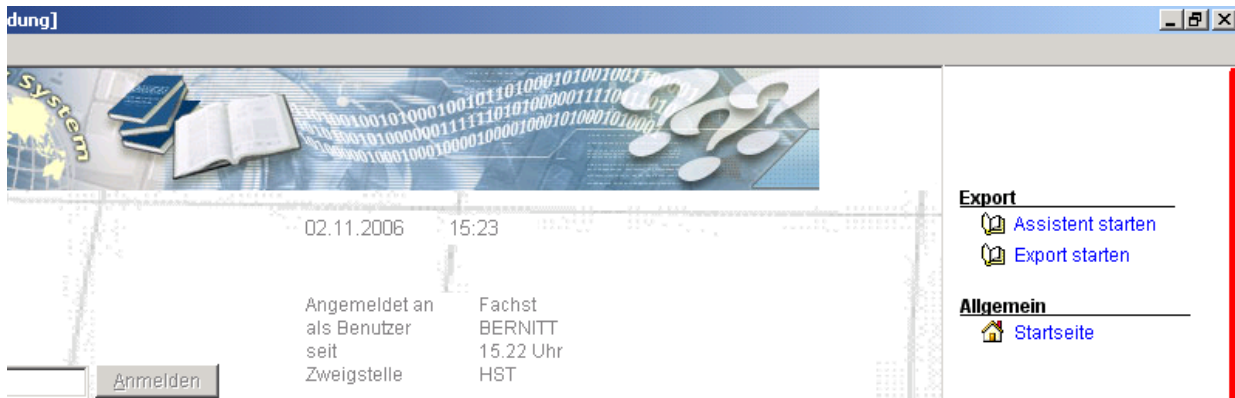 dung]
System
02.11.2006 15:23
Angemeldet an Fachst
als Benutzer BERNITT
seit 15.22 Uhr
Zweigstelle HST
Anmelden
Export
Assistent starten
Export starten
Allgemein
Startseite